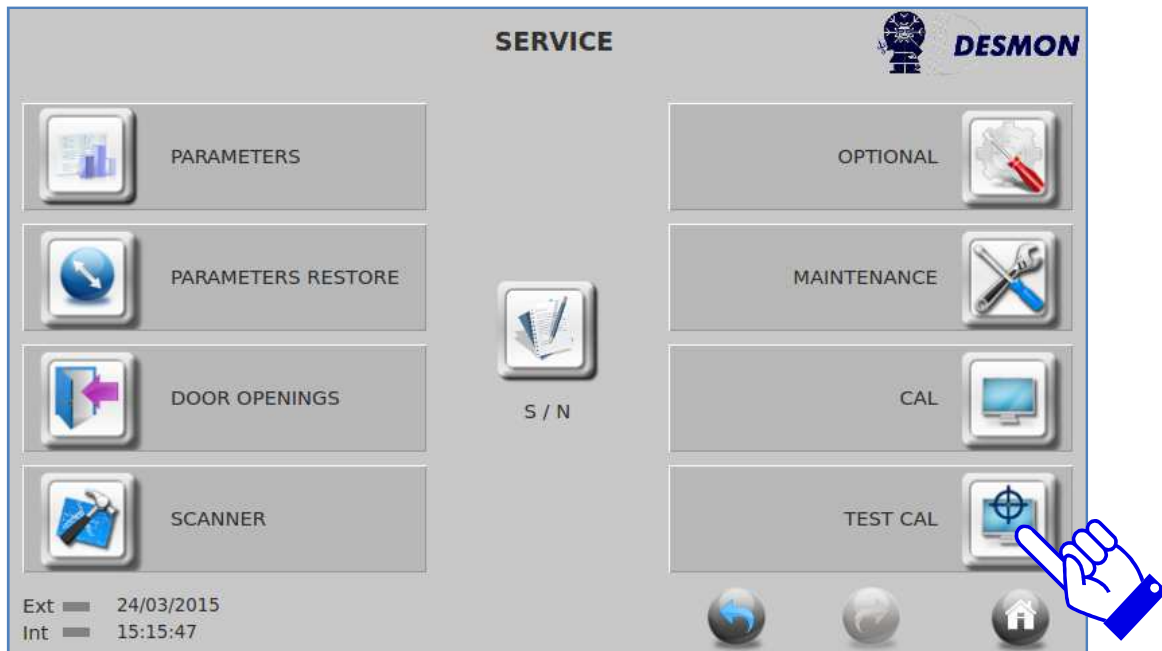 SERVICE
DESMON
PARAMETERS
OPTIONAL
PARAMETERS RESTORE
MAINTENANCE
DOOR OPENINGS
S / N
CAL
SCANNER
TEST CAL
Ext 24/03/2015
Int 15:15:47